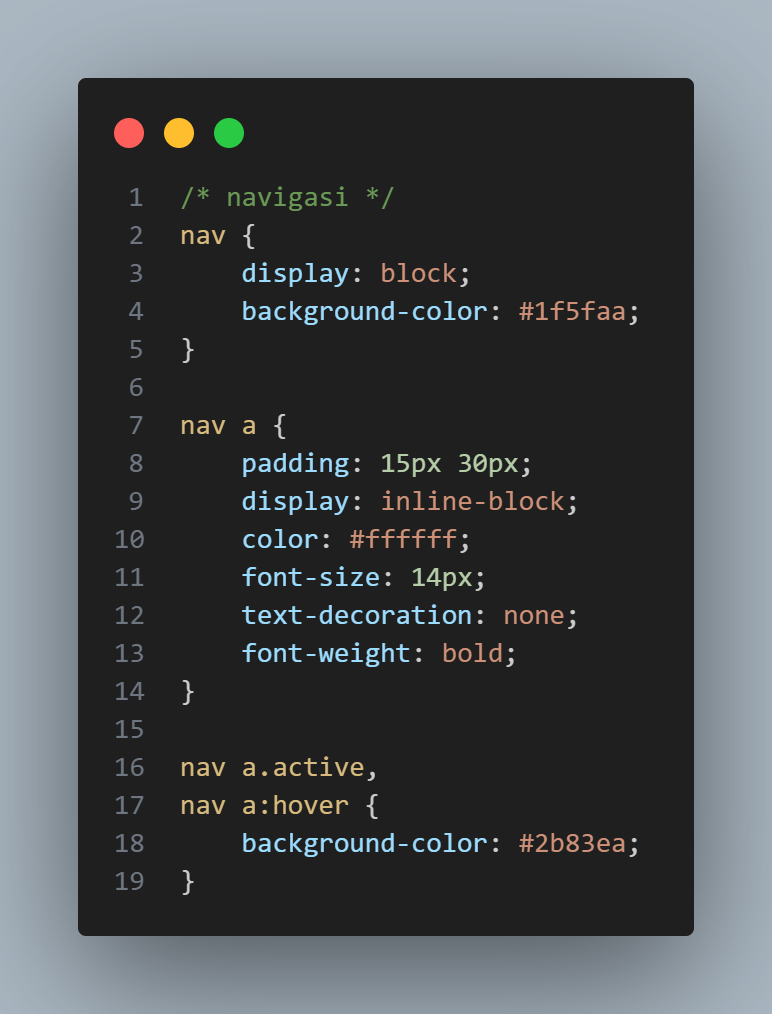 1 /* navigasi */
2 nav {
3     display: block;
4     background-color: #1f5faa;
5 }
6
7 nav a {
8     padding: 15px 30px;
9     display: inline-block;
10     color: #ffffff;
11     font-size: 14px;
12     text-decoration: none;
13     font-weight: bold;
14 }
15
16 nav a.active,
17 nav a:hover {
18     background-color: #2b83ea;
19 }